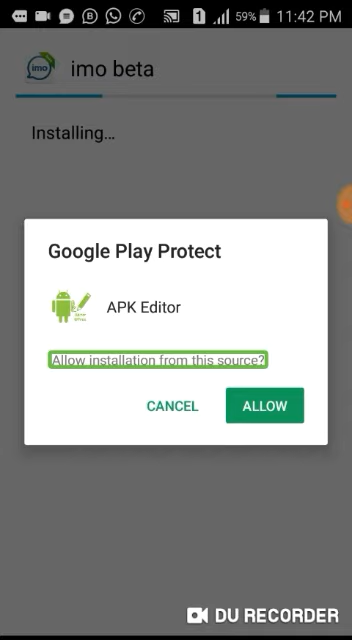 59% 11:42 PM
imo imo beta
Installing...
Google Play Protect
APK Editor
Allow installation from this source?
CANCEL ALLOW
DU RECORDER